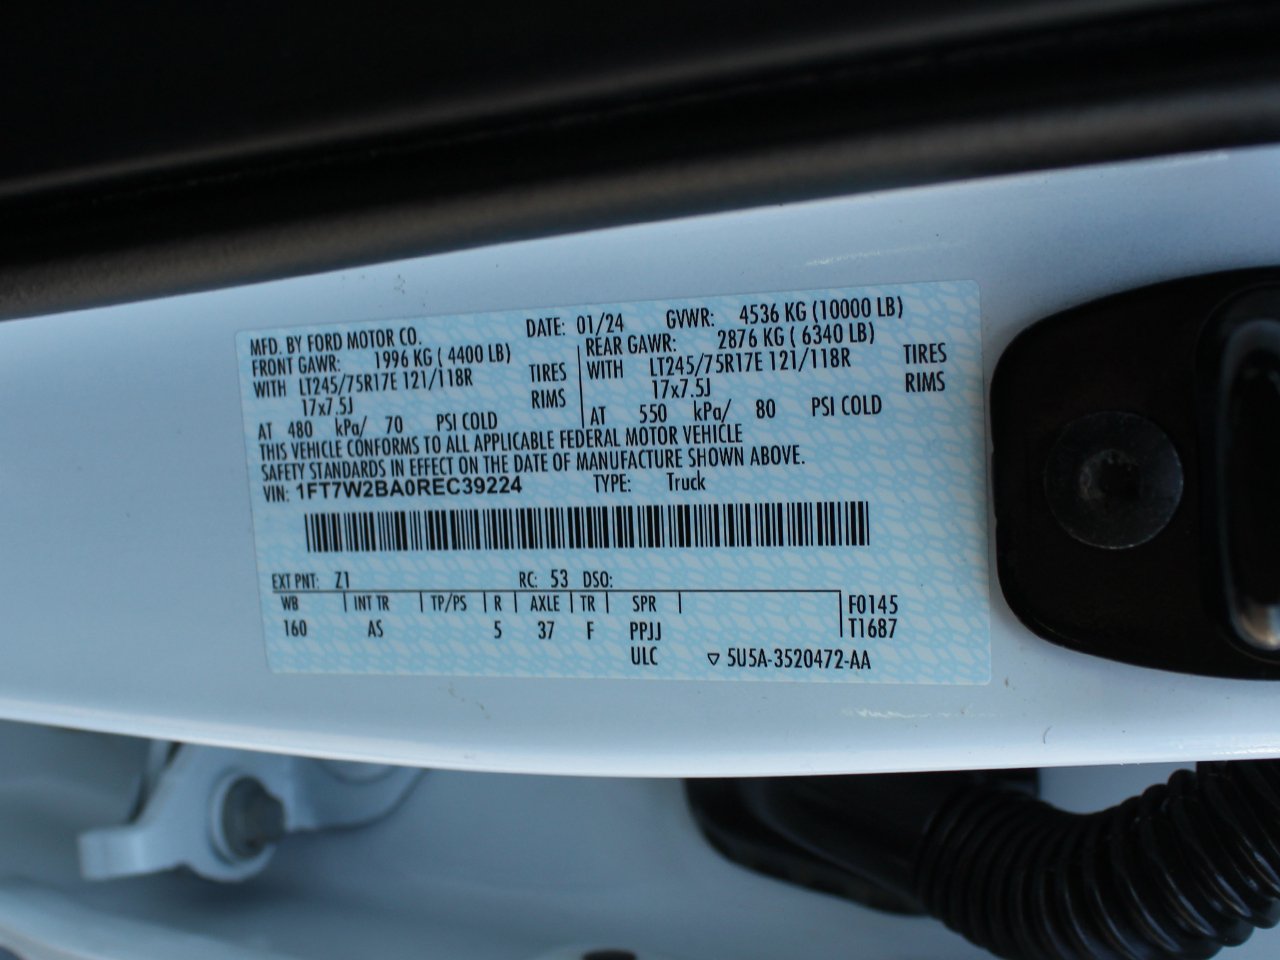 MFD. BY FORD MOTOR CO. DATE: 01/24 GVWR: 4536 KG (10000 LB)
FRONT GAWR: 1996 KG ( 4400 LB) REAR GAWR: 2876 KG ( 6340 LB)
WITH LT245/75R17E 121/118R TIRES WITH LT245/75R17E 121/118R TIRES
17x7.5J RIMS 17x7.5J RIMS
AT 480 kPa/ 70 PSI COLD AT 550 kPa/ 80 PSI COLD
THIS VEHICLE CONFORMS TO ALL APPLICABLE FEDERAL MOTOR VEHICLE
SAFETY STANDARDS IN EFFECT ON THE DATE OF MANUFACTURE SHOWN ABOVE.
VIN: 1FT7W2BA0REC39224 TYPE: Truck
EXT PNT: Z1 RC: 53 DSO:
WB INT TR TP/PS R AXLE TR SPR F0145
160 AS 5 37 F PPJJ T1687
ULC ▽ 5U5A-3520472-AA